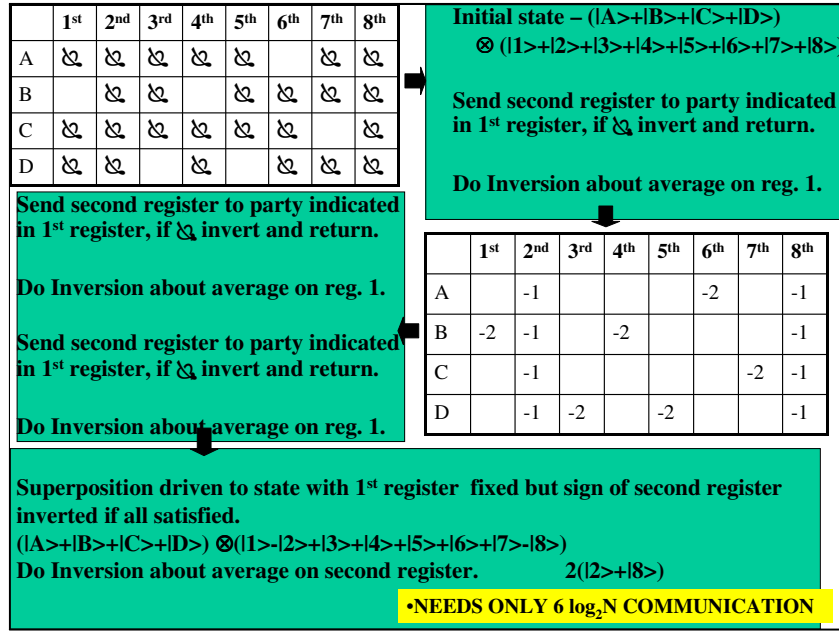 1st 2nd 3rd 4th 5th 6th 7th 8th
A
B
C
D
Initial state – (|A>+|B>+|C>+|D>)
⊗ (|1>+|2>+|3>+|4>+|5>+|6>+|7>+|8>)
Send second register to party indicated
in 1st register, if invert and return.
Do Inversion about average on reg. 1.
Send second register to party indicated
in 1st register, if invert and return.
Do Inversion about average on reg. 1.
Send second register to party indicated
in 1st register, if invert and return.
Do Inversion about average on reg. 1.
1st 2nd 3rd 4th 5th 6th 7th 8th
A -1 -2 -1
B -2 -1 -2 -1
C -1 -2 -1
D -1 -2 -2 -1
Superposition driven to state with 1st register fixed but sign of second register
inverted if all satisfied.
(|A>+|B>+|C>+|D>) ⊗(|1>-|2>+|3>+|4>+|5>+|6>+|7>-|8>)
Do Inversion about average on second register. 2(|2>+|8>)
•NEEDS ONLY 6 log2N COMMUNICATION